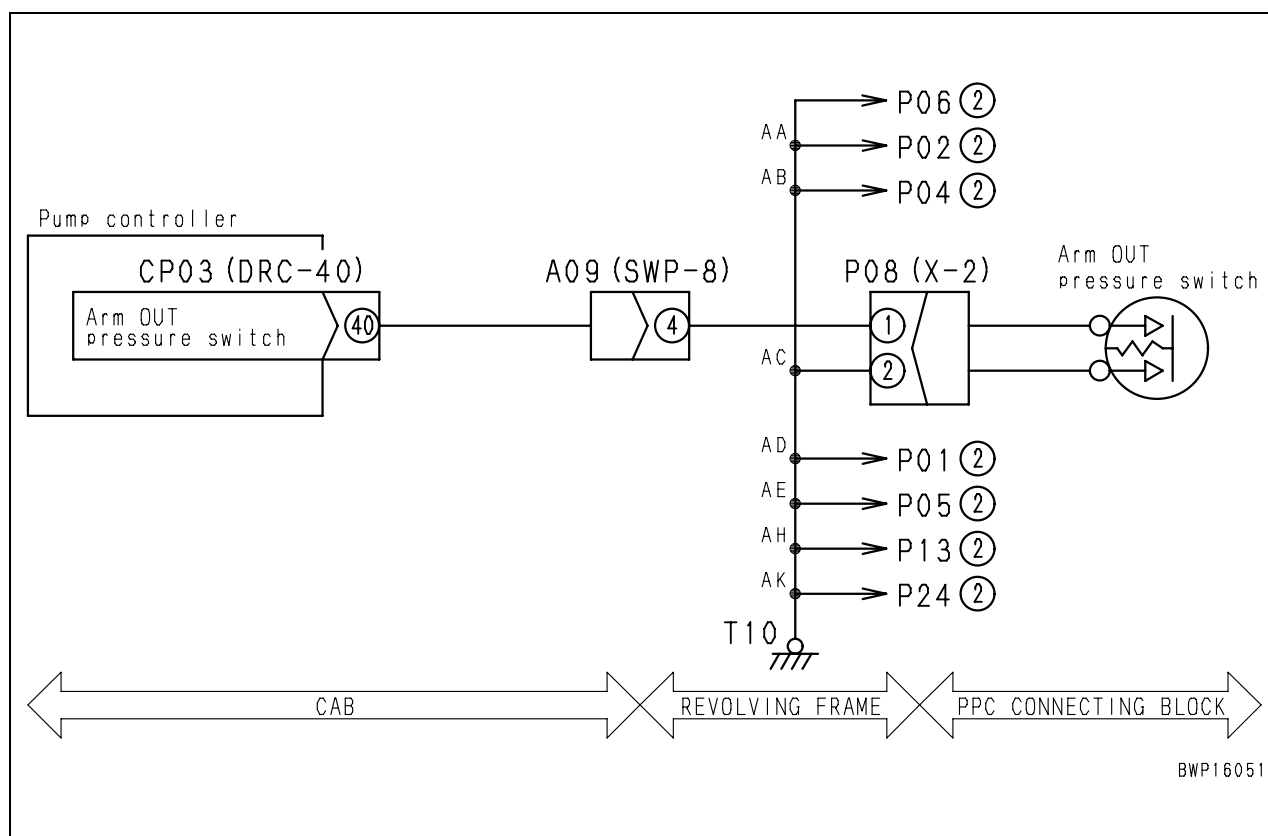 P06 ②
AA
P02 ②
AB
P04 ②
Pump controller
CP03 (DRC-40)
A09 (SWP-8)
P08 (X-2)
Arm OUT
pressure switch
Arm OUT
pressure switch
㊵
④
①
AC
②
AD
P01 ②
AE
P05 ②
AH
P13 ②
AK
P24 ②
T10
CAB
REVOLVING FRAME
PPC CONNECTING BLOCK
BWP16051